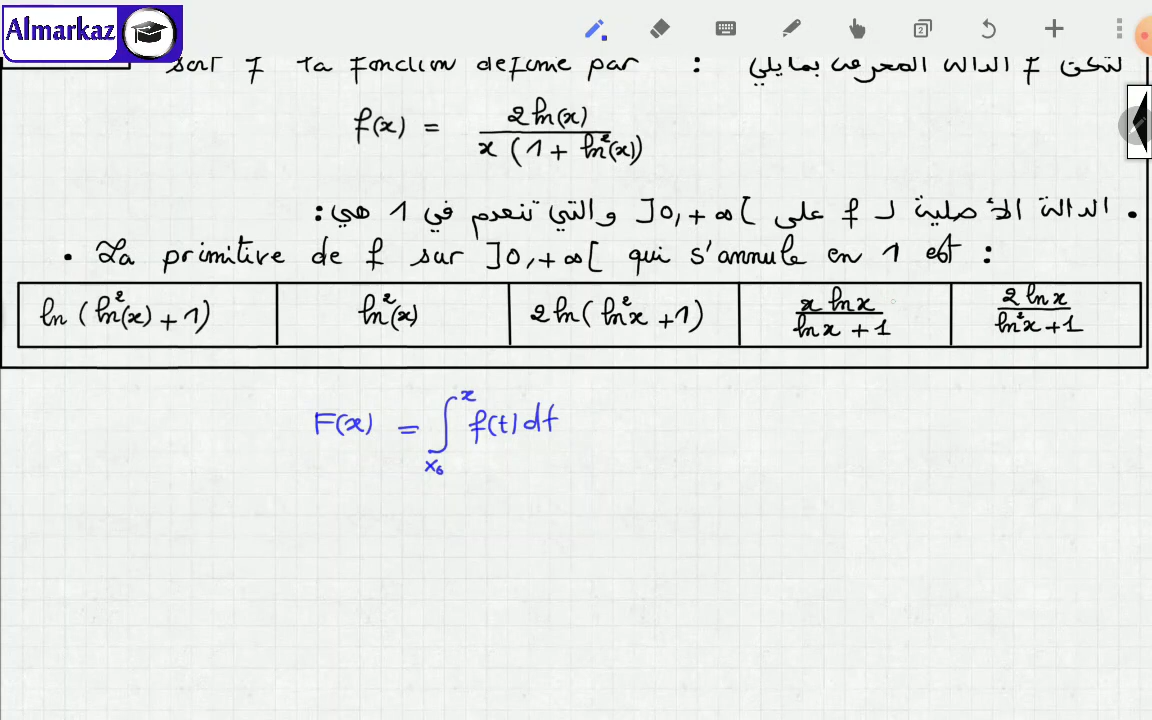 Almarkaz
Soit f la fonction définie par : لتكن f الدالة المعرفة بمايلي
f(x) = 2ln(x) / x(1 + ln²(x))
• الدالة الأصلية لـ f على ]0,+∞[ والتي تنعدم في 1 هي:
• La primitive de f sur ]0,+∞[ qui s'annule en 1 est :
ln(ln²(x)+1) | ln²(x) | 2ln(ln²x+1) | x lnx / lnx + 1 | 2 lnx / ln²x+1
F(x) = ∫_{x₀}^{x} f(t)dt